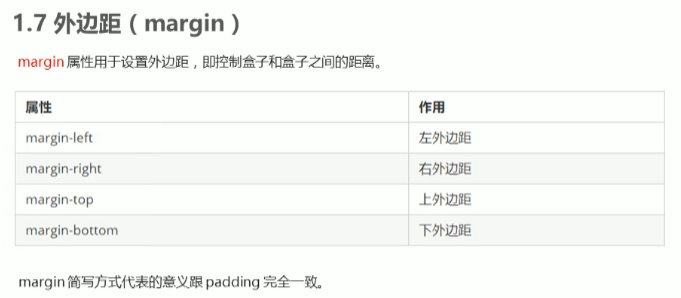 1.7 外边距（margin）
margin 属性用于设置外边距，即控制盒子和盒子之间的距离。
属性 作用
margin-left 左外边距
margin-right 右外边距
margin-top 上外边距
margin-bottom 下外边距
margin 简写方式代表的意义跟 padding 完全一致。